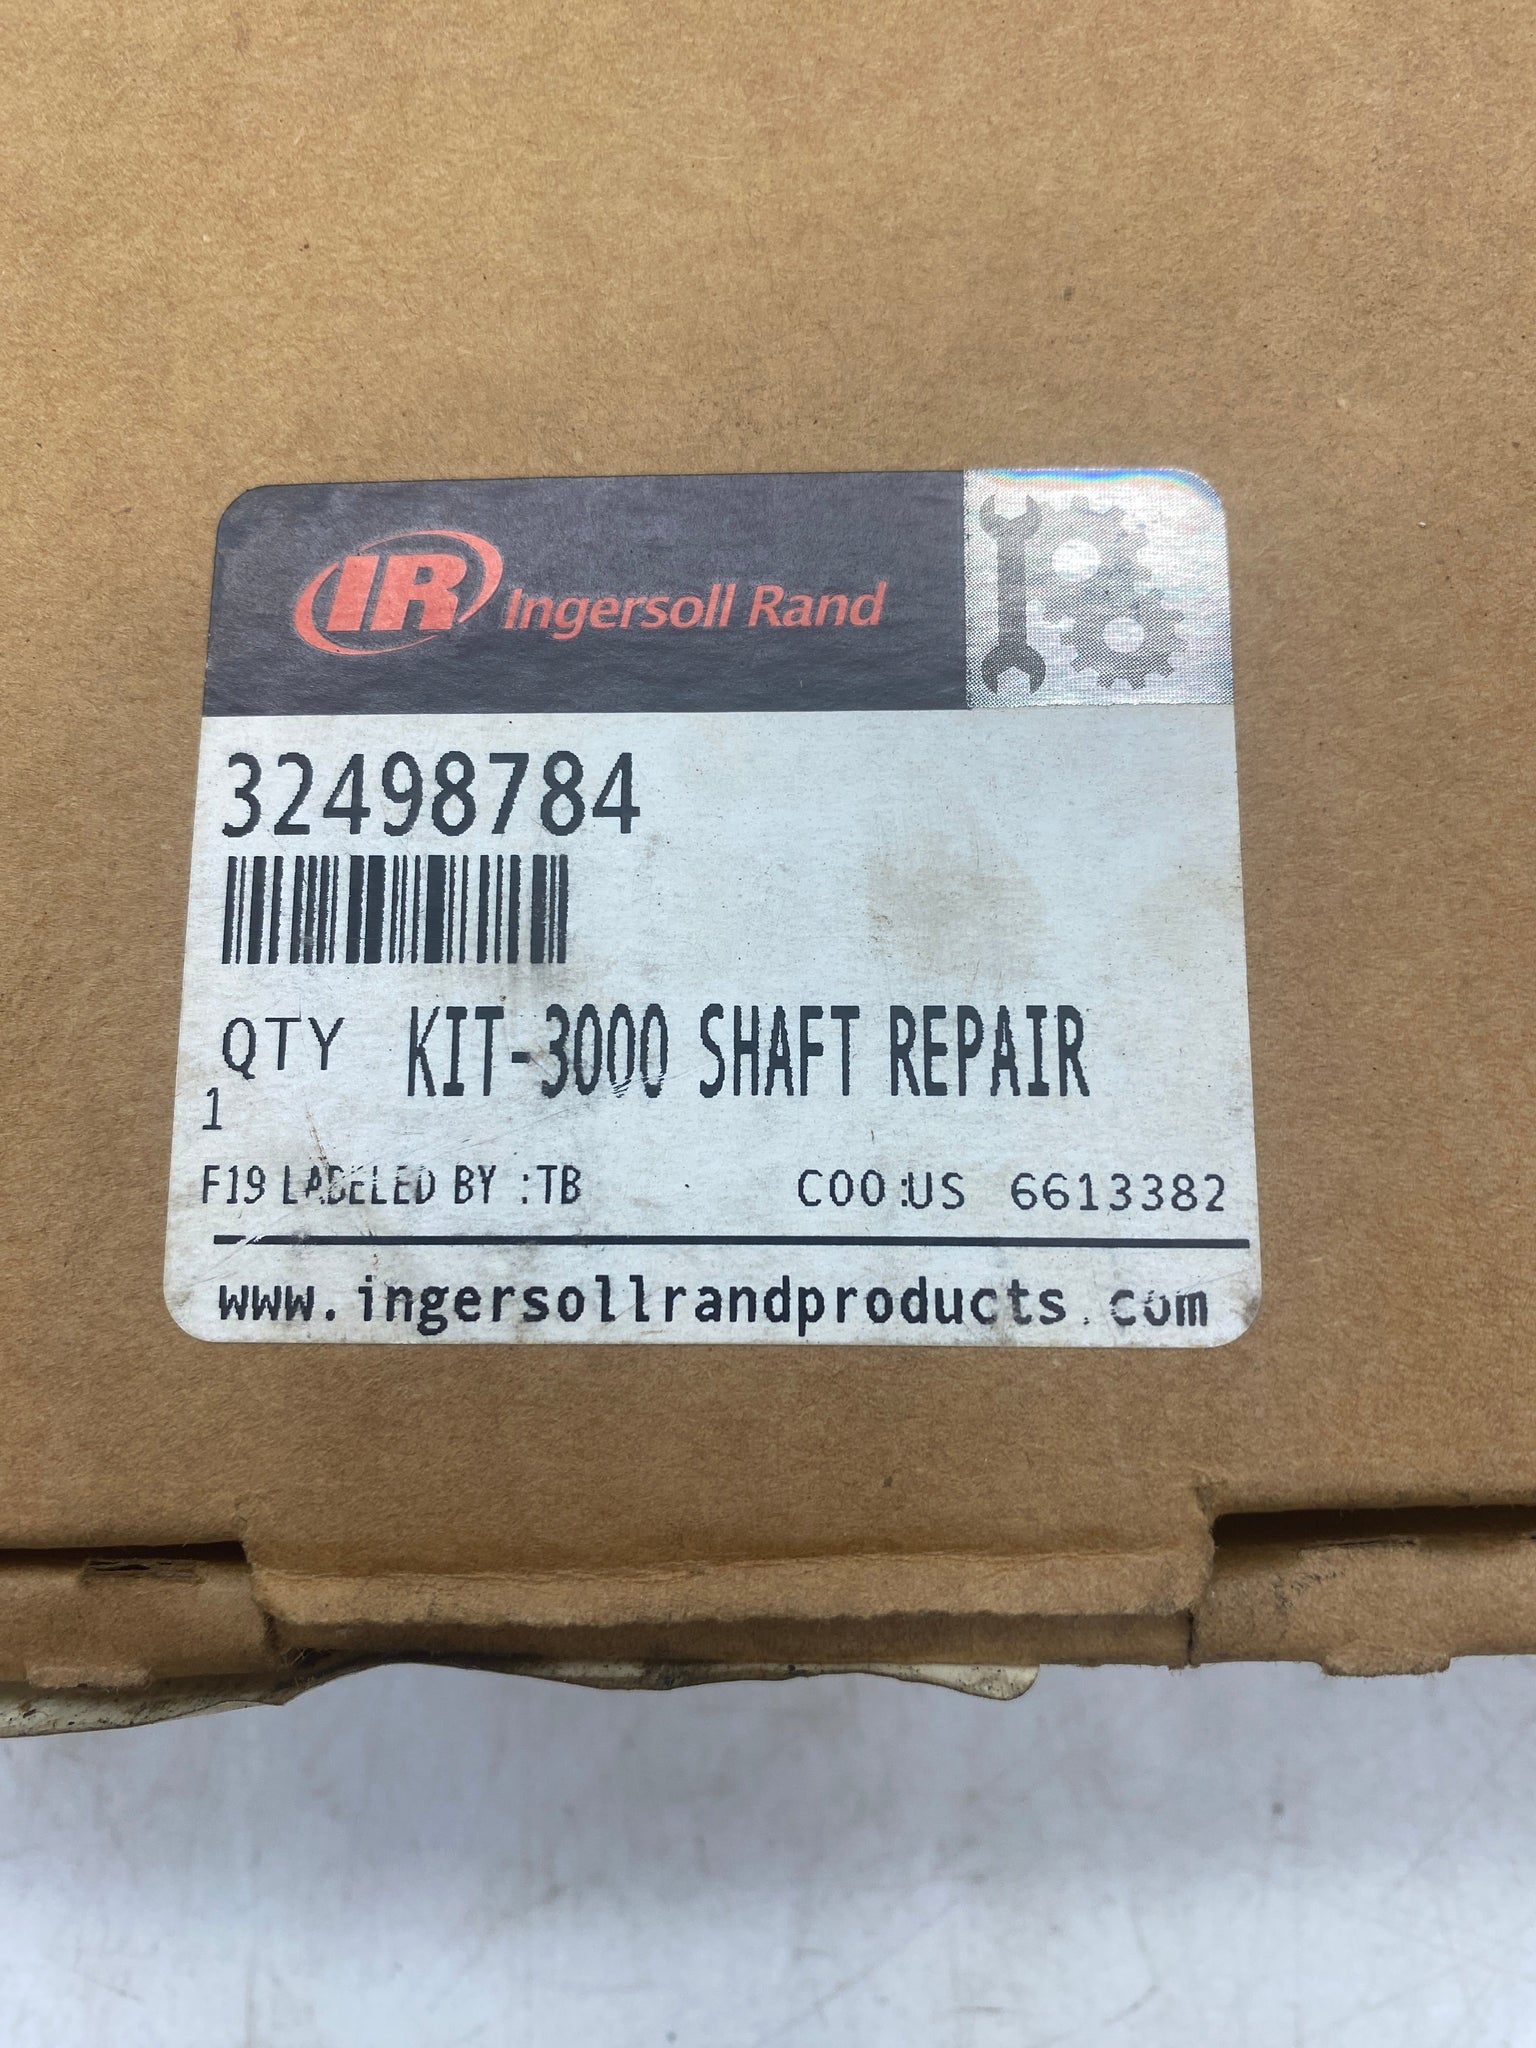 IR Ingersoll Rand
32498784
QTY KIT-3000 SHAFT REPAIR
1
F19 LABELED BY :TB COO:US 6613382
www.ingersollrandproducts.com